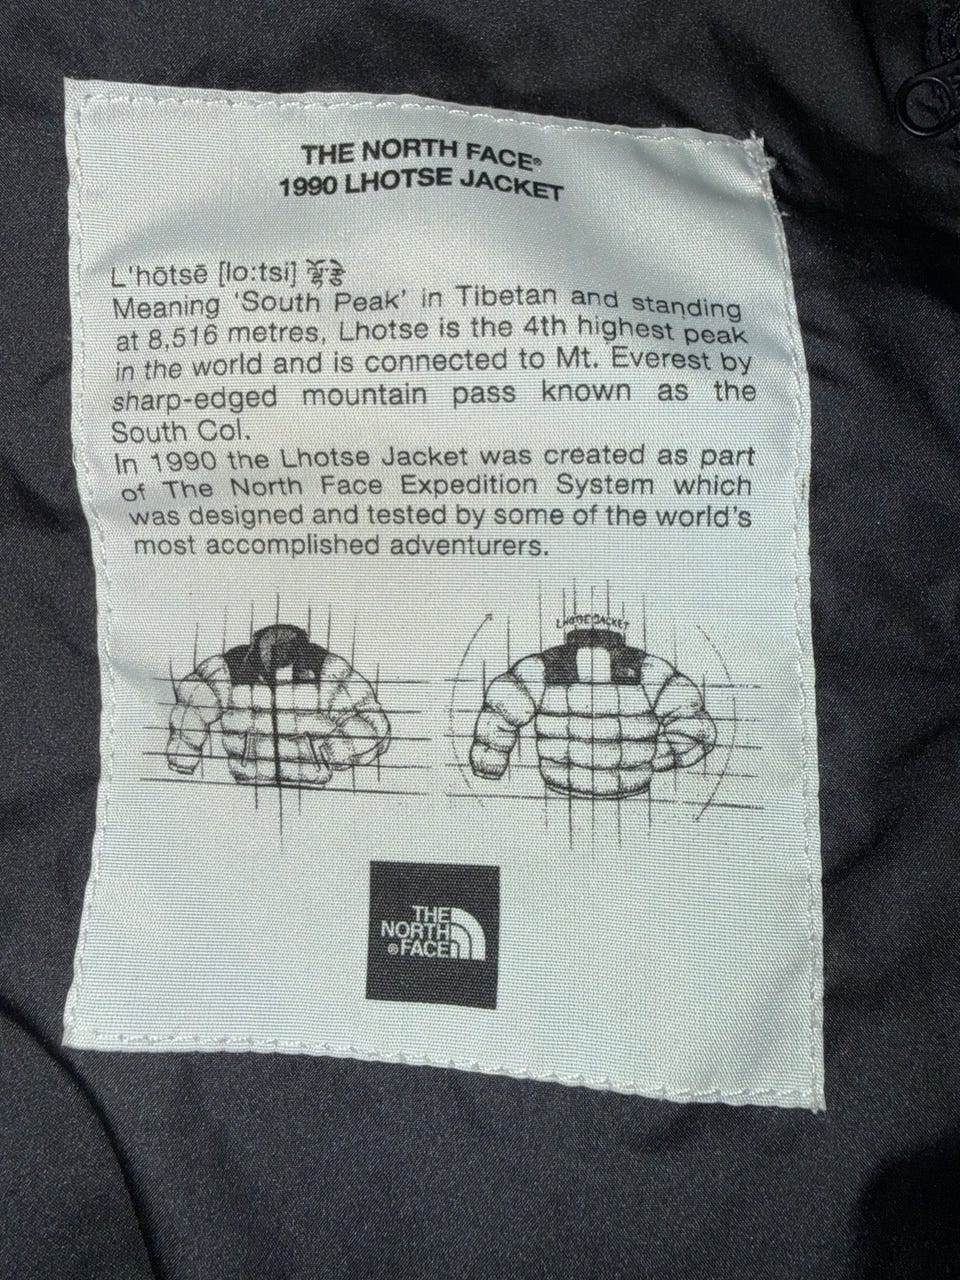 THE NORTH FACE®
1990 LHOTSE JACKET
L'hōtsē [lo:tsi]
Meaning 'South Peak' in Tibetan and standing
at 8,516 metres, Lhotse is the 4th highest peak
in the world and is connected to Mt. Everest by
sharp-edged mountain pass known as the
South Col.
In 1990 the Lhotse Jacket was created as part
of The North Face Expedition System which
was designed and tested by some of the world's
most accomplished adventurers.
LHOTSE JACKET
THE
NORTH
®FACE